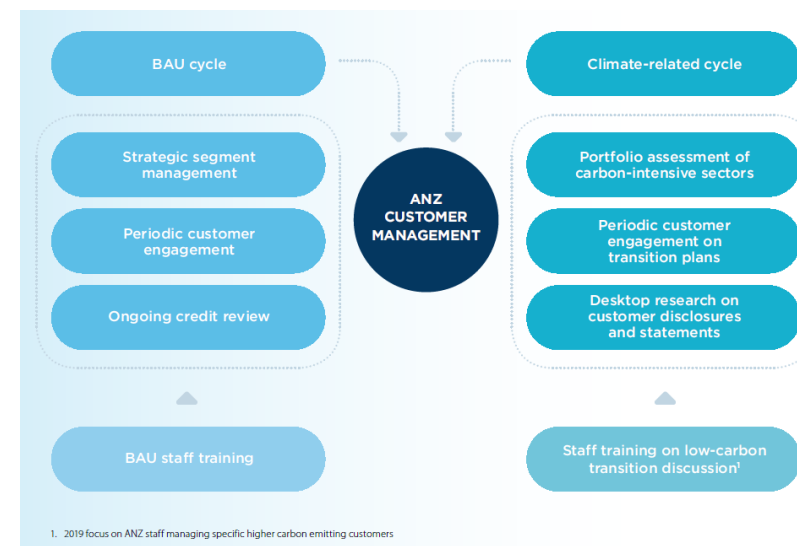 BAU cycle
Climate-related cycle
Strategic segment
management
Periodic customer
engagement
Ongoing credit review
ANZ
CUSTOMER
MANAGEMENT
Portfolio assessment of
carbon-intensive sectors
Periodic customer
engagement on
transition plans
Desktop research on
customer disclosures
and statements
BAU staff training
Staff training on low-carbon
transition discussion¹
1. 2019 focus on ANZ staff managing specific higher carbon emitting customers